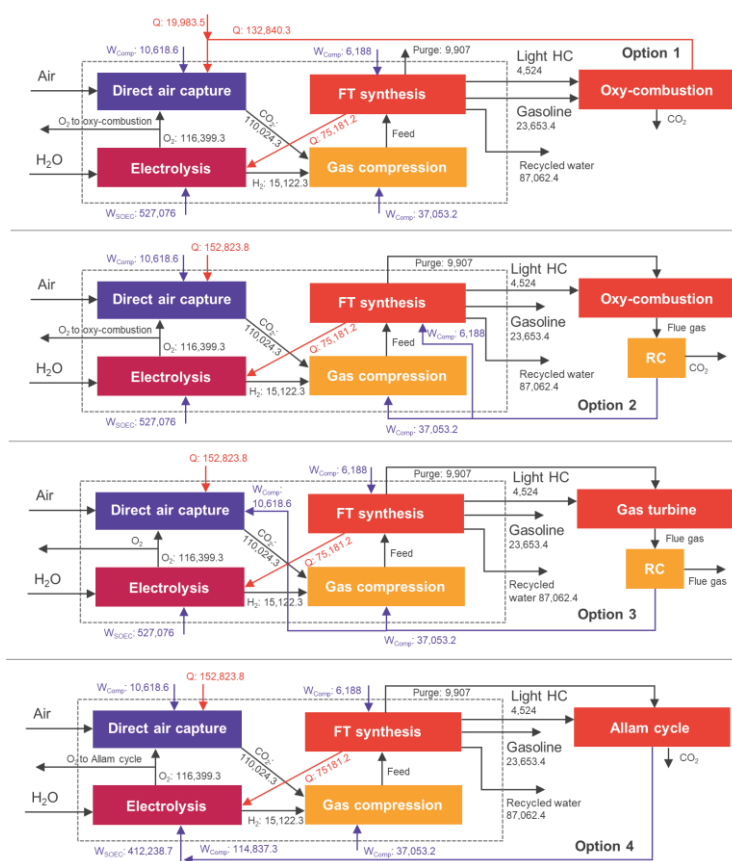 Q: 19,983.5
Q: 132,840.3
W_Comp: 10,618.6
W_Comp: 6,188
Purge: 9,907
Light HC
4,524
Option 1
Air
Direct air capture
FT synthesis
Oxy-combustion
O₂ to oxy-combustion
O₂: 116,399.3
CO₂:
110,024.3
Q: 75,181.2
Feed
Gasoline
23,653.4
CO₂
H₂O
Electrolysis
H₂: 15,122.3
Gas compression
Recycled water
87,062.4
W_SOEC: 527,076
W_Comp: 37,053.2
W_Comp: 10,618.6
Q: 152,823.8
Purge: 9,907
Light HC
4,524
Air
Direct air capture
FT synthesis
Oxy-combustion
O₂ to oxy-combustion
O₂: 116,399.3
CO₂:
110,024.3
Q: 75,181.2
Feed
W_Comp: 6,188
Gasoline
23,653.4
Flue gas
H₂O
Electrolysis
H₂: 15,122.3
Gas compression
Recycled water
87,062.4
RC
CO₂
W_SOEC: 527,076
W_Comp: 37,053.2
Option 2
Q: 152,823.8
W_Comp:
10,618.6
W_Comp: 6,188
Purge: 9,907
Light HC
4,524
Air
Direct air capture
FT synthesis
Gas turbine
O₂
O₂: 116,399.3
CO₂:
110,024.3
Q: 75,181.2
Feed
Gasoline
23,653.4
Flue gas
H₂O
Electrolysis
H₂: 15,122.3
Gas compression
Recycled
water 87,062.4
RC
Flue gas
W_SOEC: 527,076
W_Comp: 37,053.2
Option 3
W_Comp: 10,618.6
Q: 152,823.8
W_Comp: 6,188
Purge: 9,907
Light HC
4,524
Air
Direct air capture
FT synthesis
Allam cycle
O₂ to Allam cycle
O₂: 116,399.3
CO₂:
110,024.3
Q: 75181.2
Feed
Gasoline
23,653.4
CO₂
H₂O
Electrolysis
H₂: 15,122.3
Gas compression
Recycled water
87,062.4
W_SOEC: 412,238.7
W_Comp: 114,837.3
W_Comp: 37,053.2
Option 4